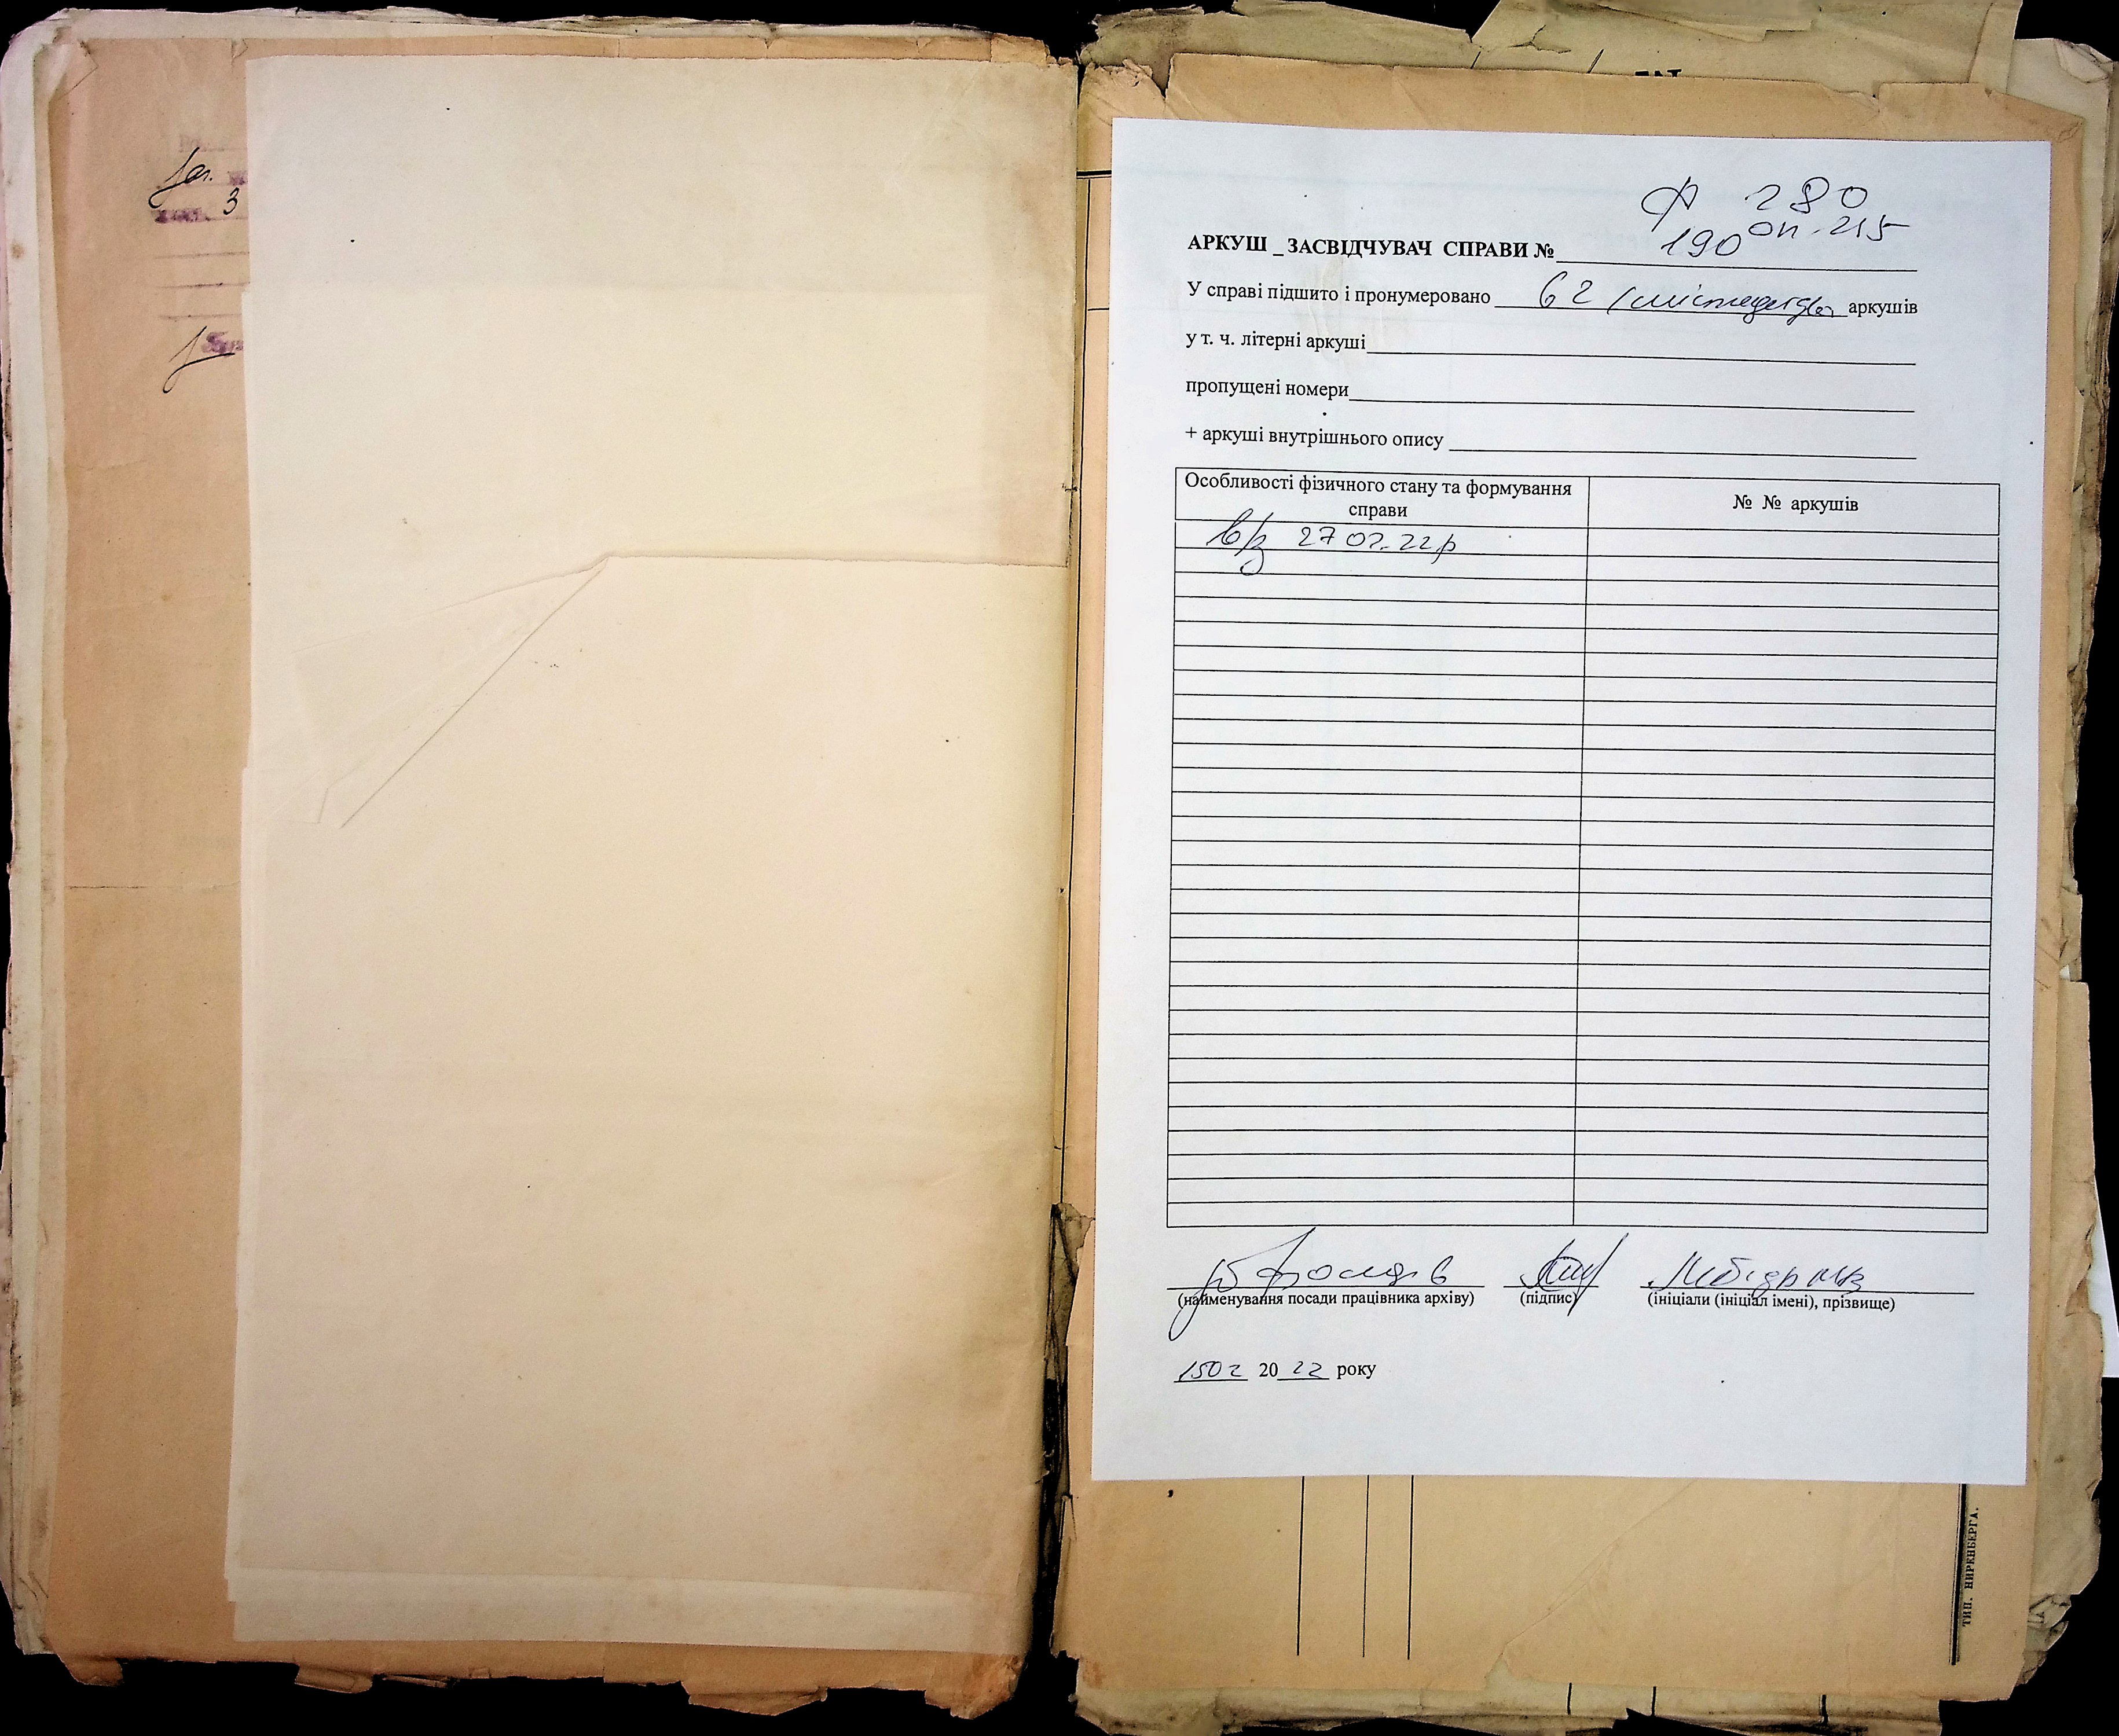 3
Ф 280
оп. 215
АРКУШ _ ЗАСВІДЧУВАЧ СПРАВИ № 190
У справі підшито і пронумеровано 62 (шістдесят два) аркушів
у т. ч. літерні аркуші
пропущені номери
+ аркуші внутрішнього опису
Особливості фізичного стану та формування справи
№ № аркушів
27 02. 22р
(найменування посади працівника архіву)
(підпис)
(ініціали (ініціал імені), прізвище)
1502 20 22 року
ТИП. НИРЕНБЕРГА.